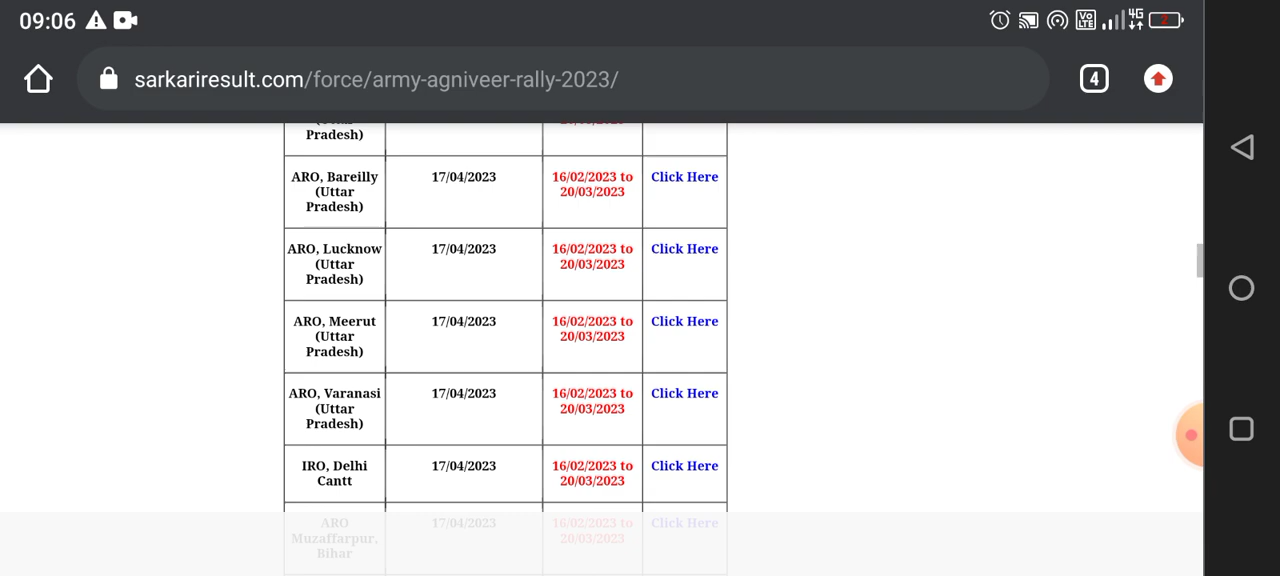 09:06
Vo LTE 4G 2
sarkariresult.com/force/army-agniveer-rally-2023/
4
Pradesh)
ARO, Bareilly
(Uttar
Pradesh)
17/04/2023
16/02/2023 to
20/03/2023
Click Here
ARO, Lucknow
(Uttar
Pradesh)
17/04/2023
16/02/2023 to
20/03/2023
Click Here
ARO, Meerut
(Uttar
Pradesh)
17/04/2023
16/02/2023 to
20/03/2023
Click Here
ARO, Varanasi
(Uttar
Pradesh)
17/04/2023
16/02/2023 to
20/03/2023
Click Here
IRO, Delhi
Cantt
17/04/2023
16/02/2023 to
20/03/2023
Click Here
ARO
Muzaffarpur,
Bihar
17/04/2023
16/02/2023 to
20/03/2023
Click Here